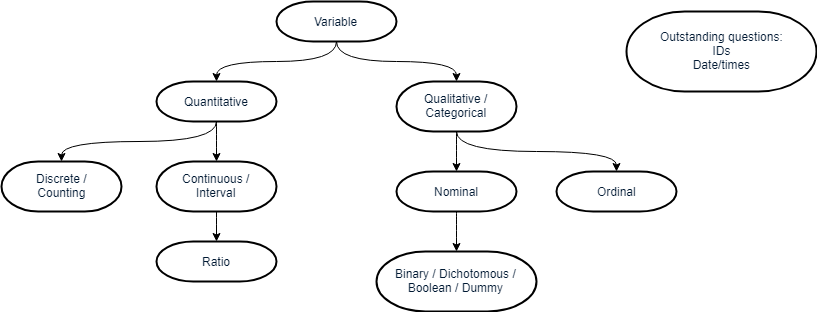 Variable
Outstanding questions:
IDs
Date/times
Quantitative
Qualitative /
Categorical
Discrete /
Counting
Continuous /
Interval
Nominal
Ordinal
Ratio
Binary / Dichotomous /
Boolean / Dummy